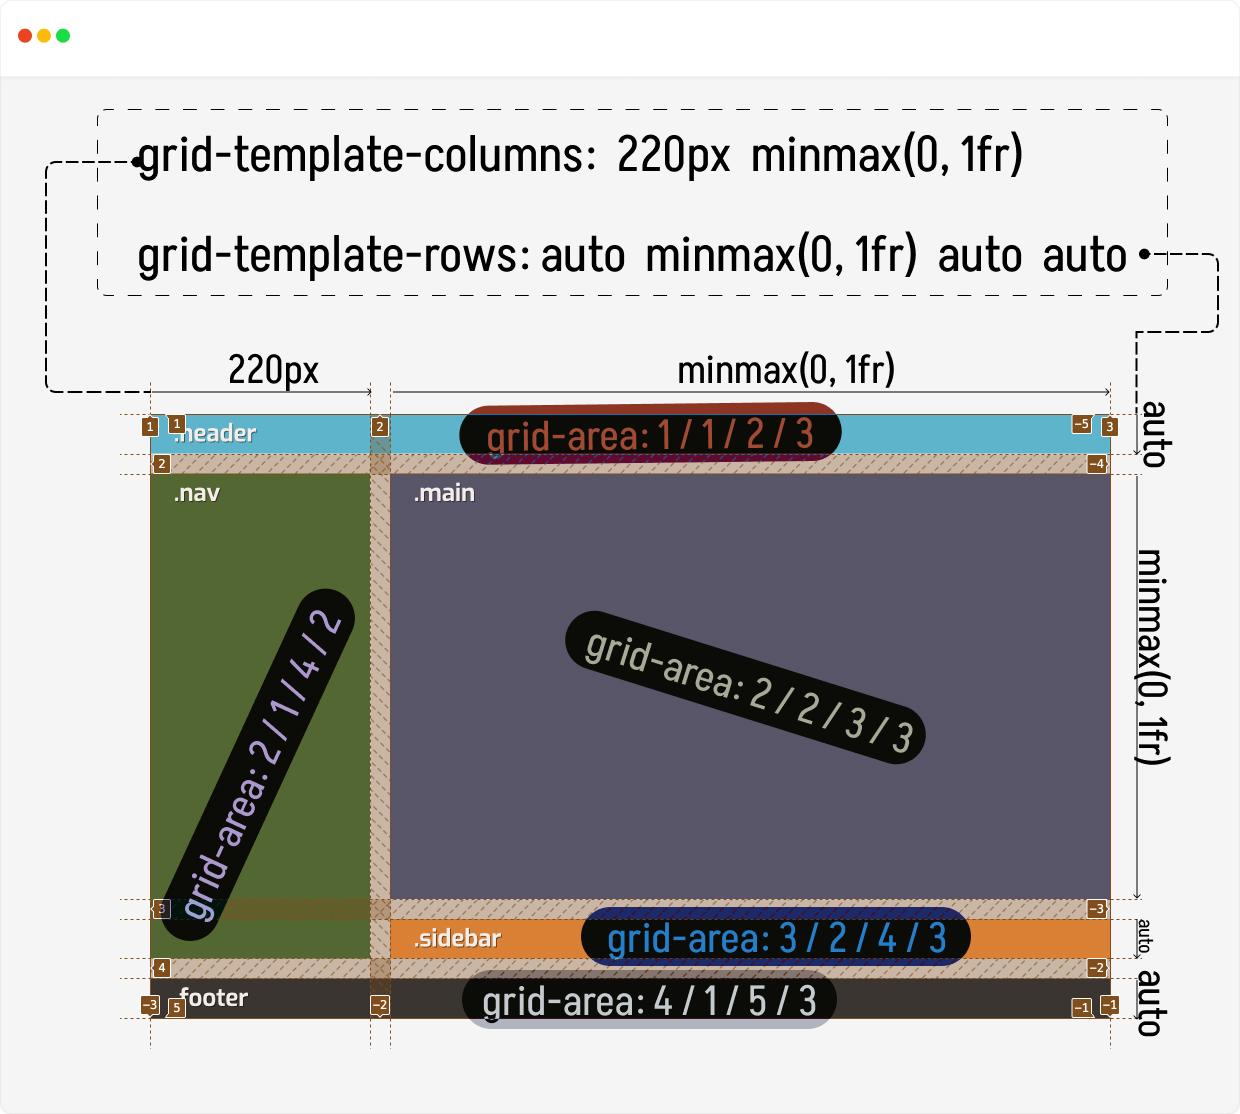 grid-template-columns: 220px minmax(0, 1fr)
grid-template-rows: auto minmax(0, 1fr) auto auto
220px
minmax(0, 1fr)
1
1
.header
2
grid-area: 1 / 1 / 2 / 3
-5
3
auto
2
-4
.nav
.main
minmax(0, 1fr)
grid-area: 2 / 1 / 4 / 2
grid-area: 2 / 2 / 3 / 3
3
-3
.sidebar
grid-area: 3 / 2 / 4 / 3
auto
4
-2
-3
5
.footer
-2
grid-area: 4 / 1 / 5 / 3
-1
-1
auto